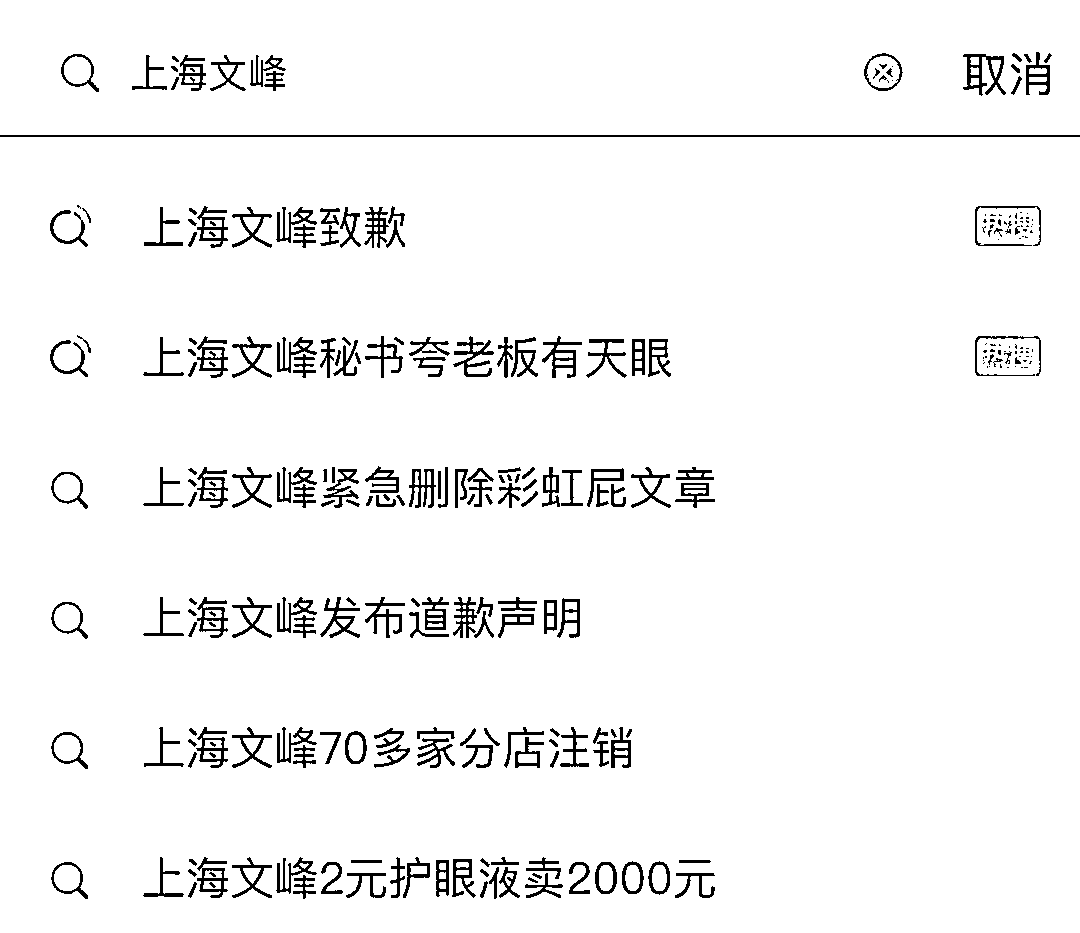 上海文峰 取消
上海文峰致歉 热搜
上海文峰秘书夸老板有天眼 热搜
上海文峰紧急删除彩虹屁文章
上海文峰发布道歉声明
上海文峰70多家分店注销
上海文峰2元护眼液卖2000元